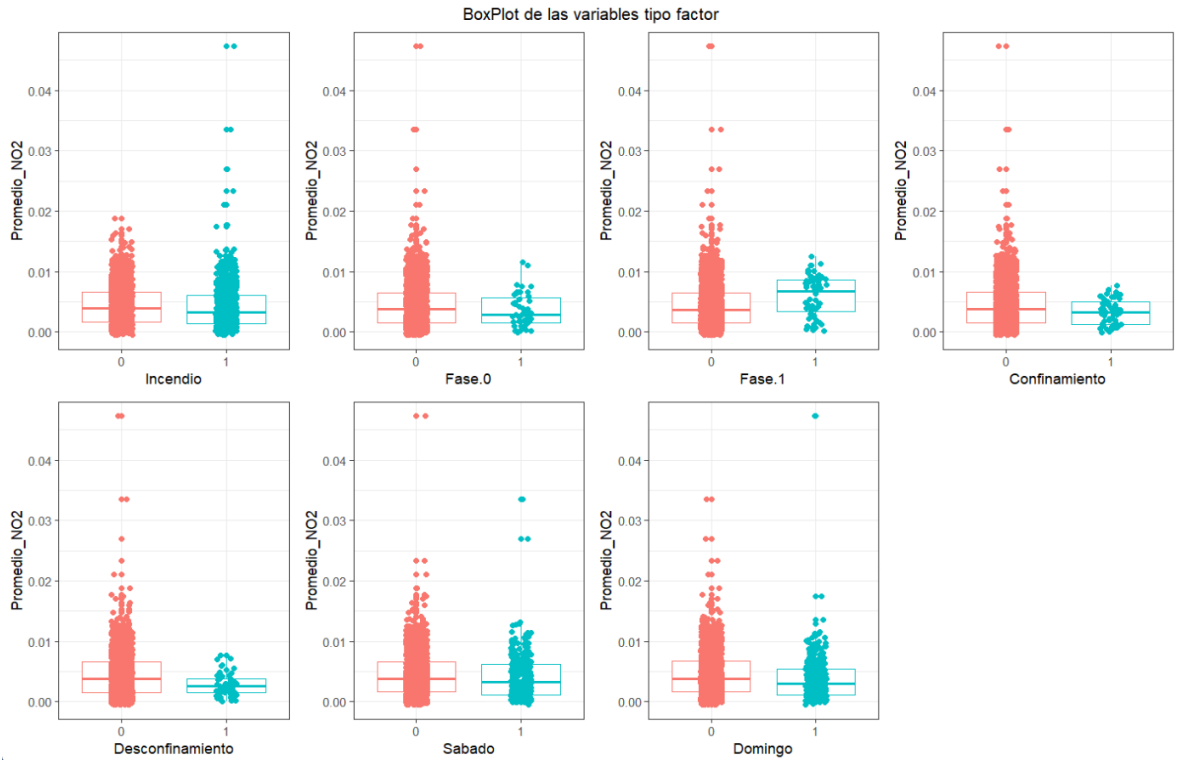 BoxPlot de las variables tipo factor
Promedio_NO2
0.04
0.03
0.02
0.01
0.00
0 1
Incendio
Promedio_NO2
0.04
0.03
0.02
0.01
0.00
0 1
Fase.0
Promedio_NO2
0.04
0.03
0.02
0.01
0.00
0 1
Fase.1
Promedio_NO2
0.04
0.03
0.02
0.01
0.00
0 1
Confinamiento
Promedio_NO2
0.04
0.03
0.02
0.01
0.00
0 1
Desconfinamiento
Promedio_NO2
0.04
0.03
0.02
0.01
0.00
0 1
Sabado
Promedio_NO2
0.04
0.03
0.02
0.01
0.00
0 1
Domingo